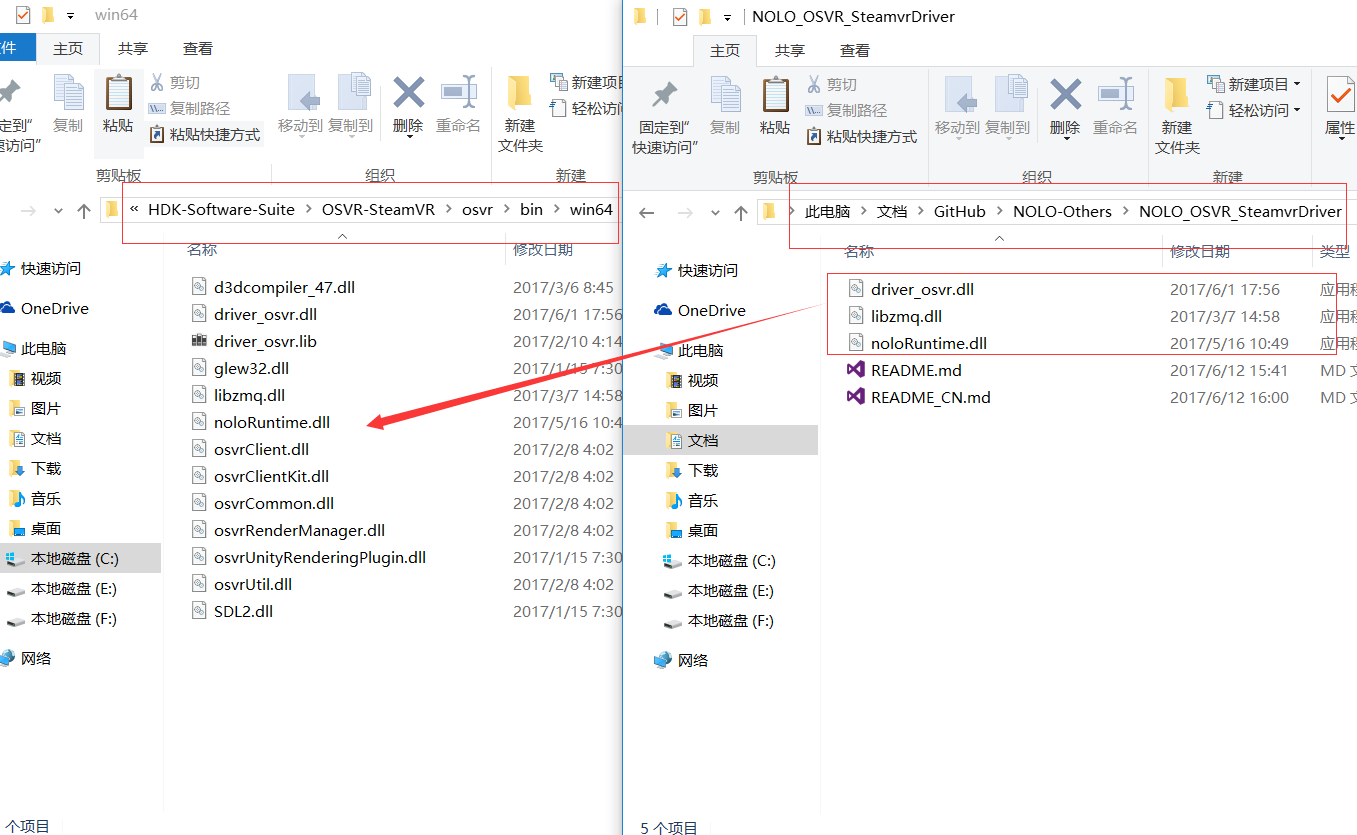 win64
件 主页 共享 查看
定到“
速访问”
复制
粘贴
剪切
复制路径
粘贴快捷方式
移动到 复制到
删除 重命名
新建
文件夹
新建项目
轻松访问
剪贴板 组织 新建
« HDK-Software-Suite > OSVR-SteamVR > osvr > bin > win64
名称 修改日期
快速访问
OneDrive
此电脑
视频
图片
文档
下载
音乐
桌面
本地磁盘 (C:)
本地磁盘 (E:)
本地磁盘 (F:)
网络
d3dcompiler_47.dll 2017/3/6 8:45
driver_osvr.dll 2017/6/1 17:56
driver_osvr.lib 2017/2/10 4:14
glew32.dll 2017/1/15 7:30
libzmq.dll 2017/3/7 14:58
noloRuntime.dll 2017/5/16 10:4
osvrClient.dll 2017/2/8 4:02
osvrClientKit.dll 2017/2/8 4:02
osvrCommon.dll 2017/2/8 4:02
osvrRenderManager.dll 2017/2/8 4:02
osvrUnityRenderingPlugin.dll 2017/1/15 7:30
osvrUtil.dll 2017/2/8 4:02
SDL2.dll 2017/1/15 7:30
个项目
NOLO_OSVR_SteamvrDriver
主页 共享 查看
固定到“
快速访问”
复制
粘贴
剪切
复制路径
粘贴快捷方式
移动到 复制到
删除 重命名
新建
文件夹
新建项目
轻松访问
属性
剪贴板 组织 新建
> 此电脑 > 文档 > GitHub > NOLO-Others > NOLO_OSVR_SteamvrDriver
名称 修改日期 类型
快速访问
OneDrive
此电脑
视频
图片
文档
下载
音乐
桌面
本地磁盘 (C:)
本地磁盘 (E:)
本地磁盘 (F:)
网络
driver_osvr.dll 2017/6/1 17:56 应用程
libzmq.dll 2017/3/7 14:58 应用程
noloRuntime.dll 2017/5/16 10:49 应用程
README.md 2017/6/12 15:41 MD 文
README_CN.md 2017/6/12 16:00 MD 文
5 个项目